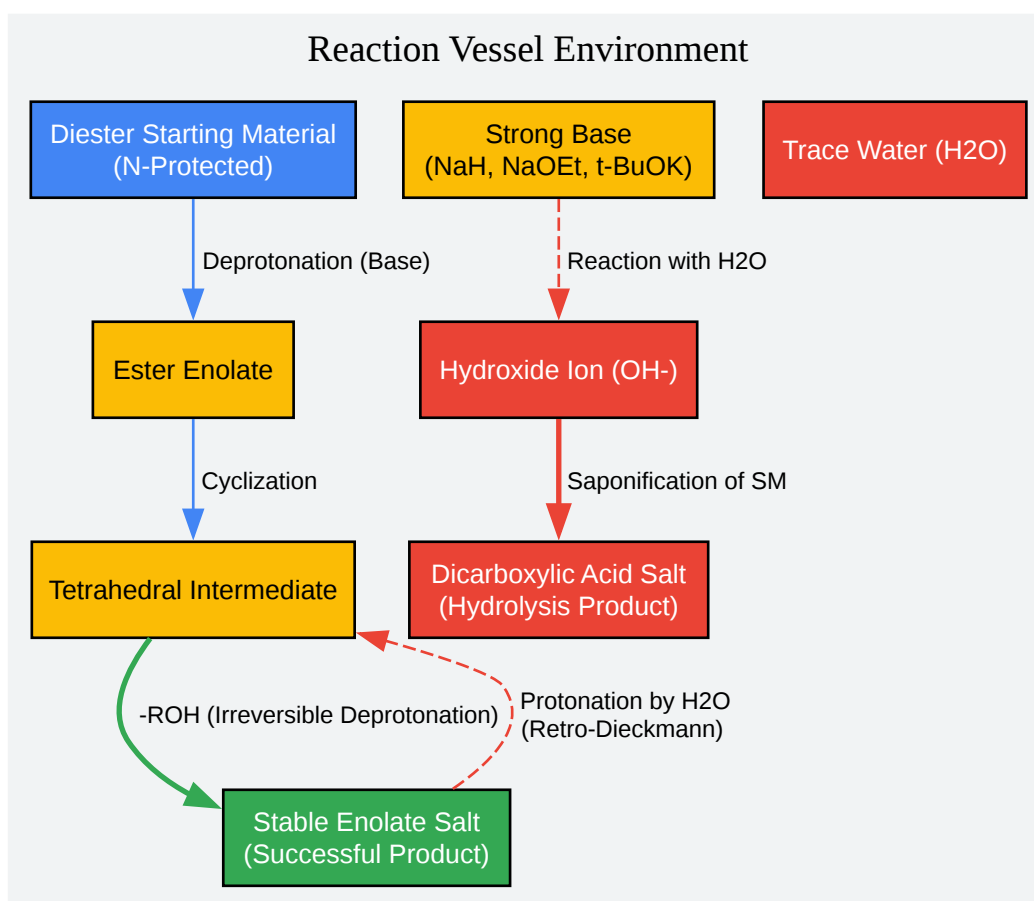 Reaction Vessel Environment
Diester Starting Material
(N-Protected)
Strong Base
(NaH, NaOEt, t-BuOK)
Trace Water (H2O)
Deprotonation (Base)
Reaction with H2O
Ester Enolate
Hydroxide Ion (OH-)
Cyclization
Saponification of SM
Tetrahedral Intermediate
Dicarboxylic Acid Salt
(Hydrolysis Product)
-ROH (Irreversible Deprotonation)
Protonation by H2O
(Retro-Dieckmann)
Stable Enolate Salt
(Successful Product)